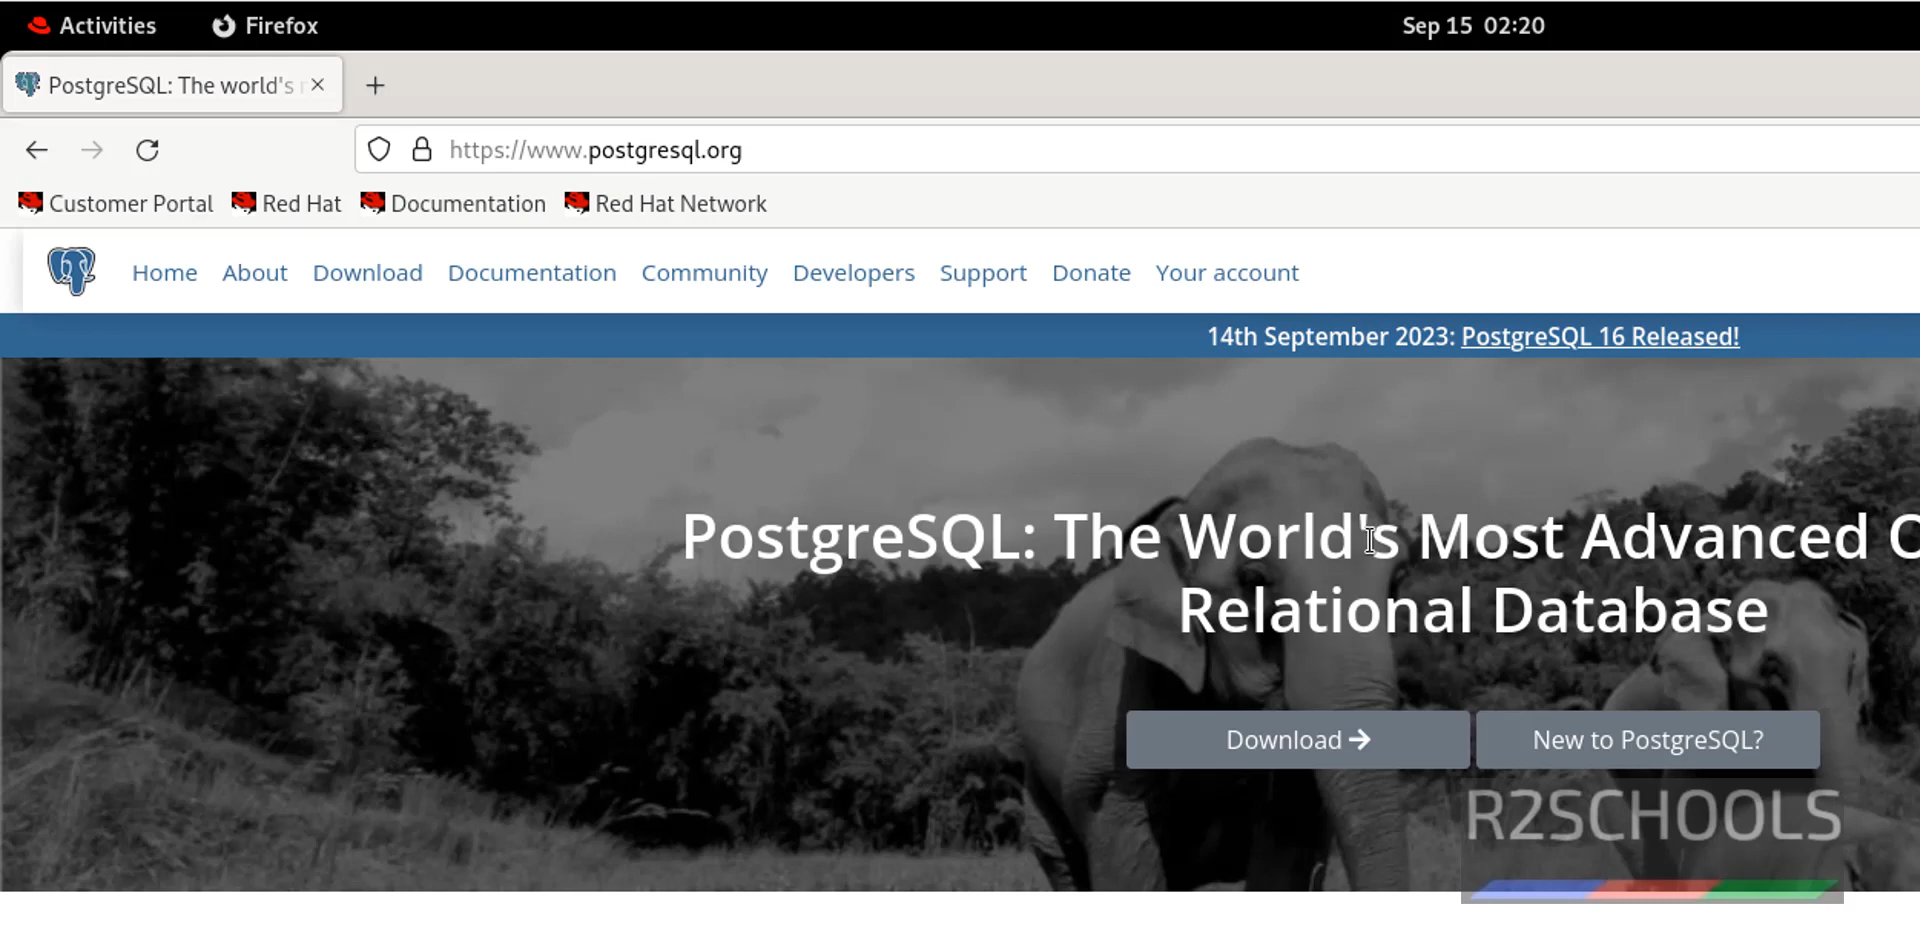 Activities Firefox Sep 15 02:20
PostgreSQL: The world's
https://www.postgresql.org
Customer Portal Red Hat Documentation Red Hat Network
Home About Download Documentation Community Developers Support Donate Your account
14th September 2023: PostgreSQL 16 Released!
PostgreSQL: The World's Most Advanced
Relational Database
Download → New to PostgreSQL?
R2SCHOOLS